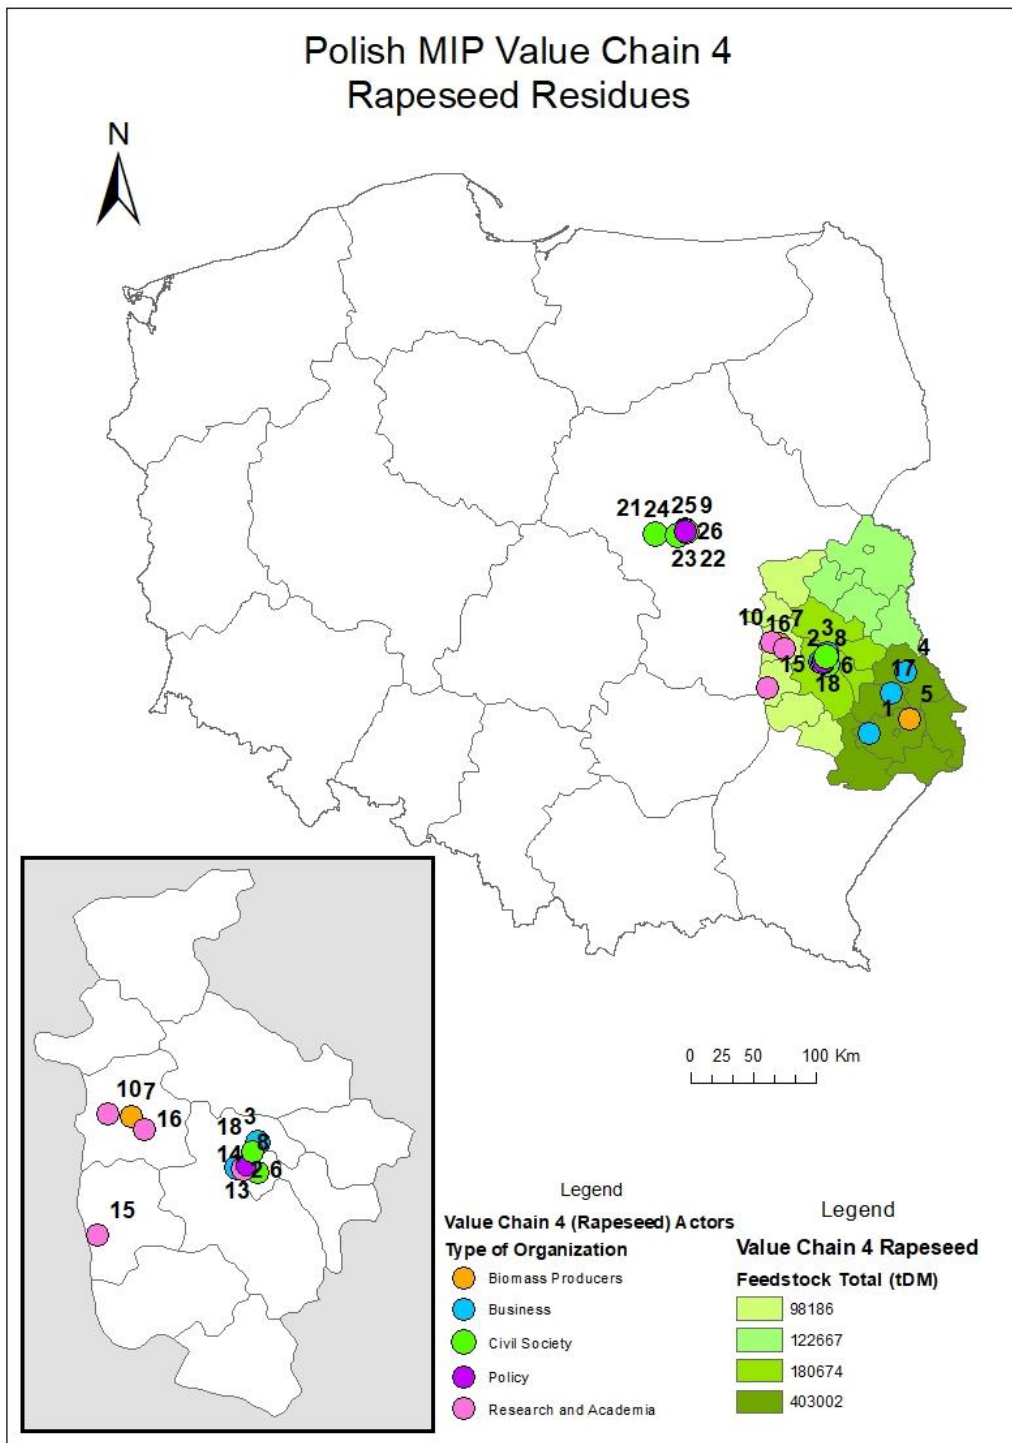 Polish MIP Value Chain 4
Rapeseed Residues
N
21 24 25 9
26
23 22
10 16 7
3
2 8
15 6
18
4
17
5
1
0 25 50 100 Km
10 7
16
18 3
8
14
2 6
13
15
Legend
Value Chain 4 (Rapeseed) Actors
Type of Organization
Biomass Producers
Business
Civil Society
Policy
Research and Academia
Legend
Value Chain 4 Rapeseed
Feedstock Total (tDM)
98186
122667
180674
403002